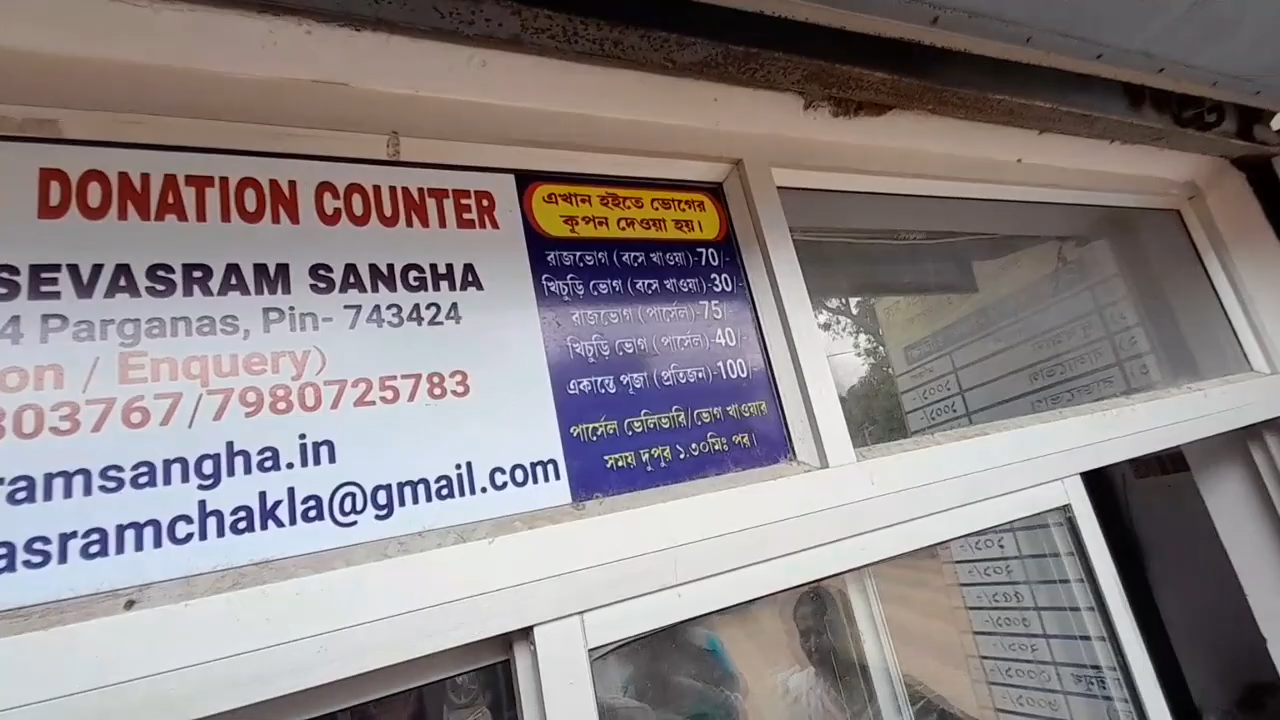 DONATION COUNTER
SEVASRAM SANGHA
4 Parganas, Pin- 743424
on / Enquery)
803767/7980725783
ramsangha.in
asramchakla@gmail.com
এখান হইতে ভোগের
কূপন দেওয়া হয়।
রাজভোগ (বসে খাওয়া)-70/-
খিচুড়ি ভোগ (বসে খাওয়া)-30/-
রাজভোগ (পার্সেল)-75/-
খিচুড়ি ভোগ (পার্সেল)-40/-
একান্তে পূজা (প্রতিজন)-100/-
পার্সেল ভেলিভারি/ভোগ খাওয়ার
সময় দুপুর ১.৩০মিঃ পর।